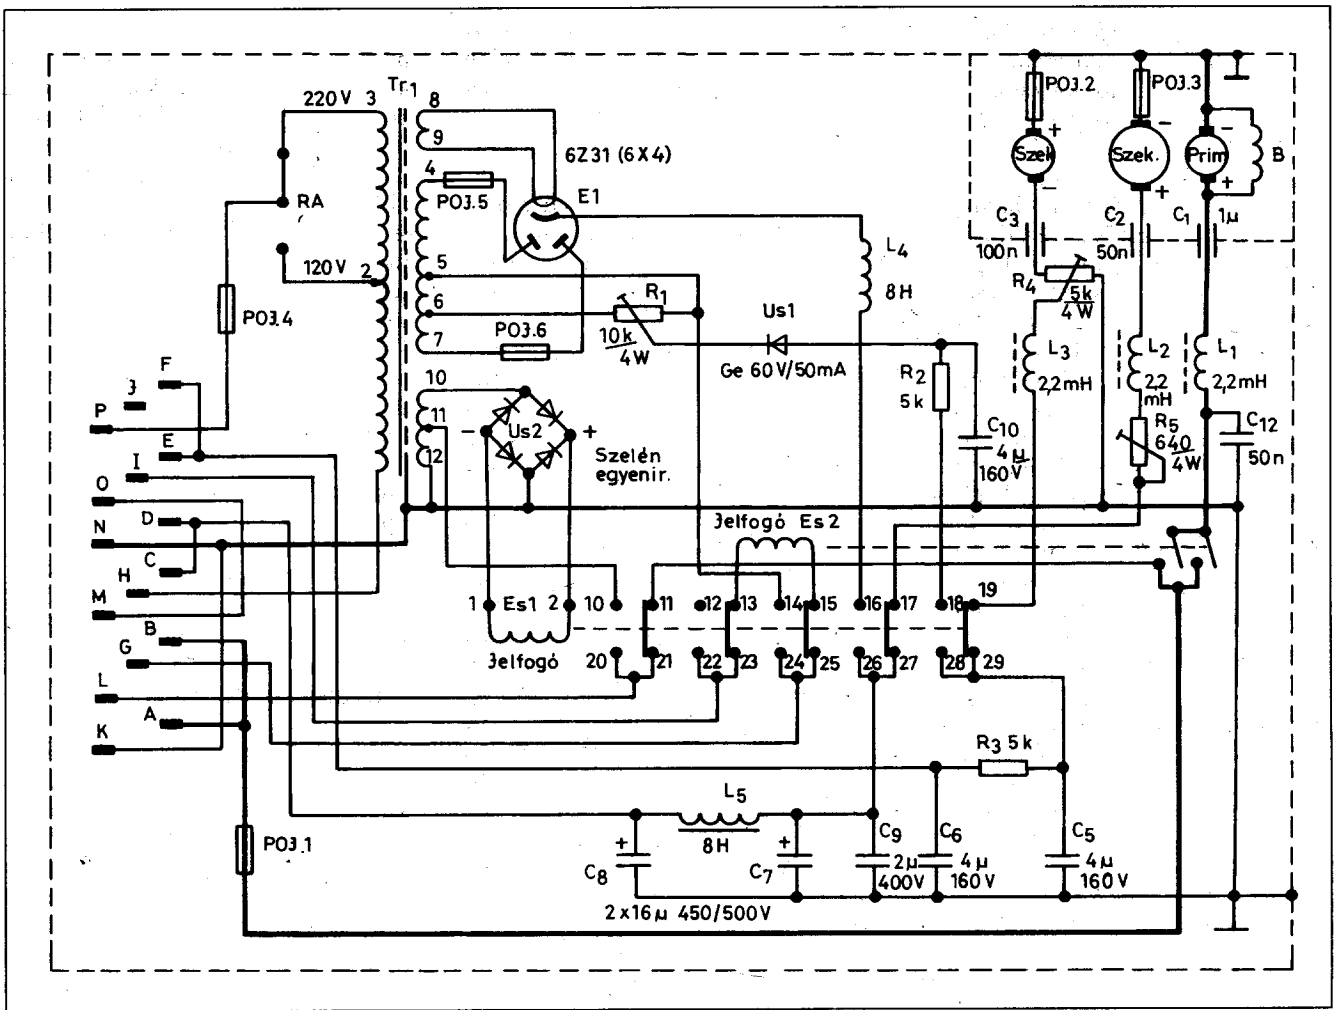 Tr1
220V 3
8
9
6Z31 (6X4)
E1
4
PO3.5
RA
120V 2
5
6
7
R1
10k/4W
PO3.6
PO3.4
L4
8H
Us1
Ge 60V/50mA
PO3.2
PO3.3
Szek
Szek.
Prim
B
+
-
-
+
-
+
C3
100n
C2
50n
C1
1µ
R4
5k/4W
L3
2,2mH
L2
2,2 mH
L1
2,2mH
R2
5k
C10
4µ
160V
R5
640/4W
C12
50n
10
11
12
-
Us2
+
Szelén
egyenir.
F
J
P
E
I
O
D
N
C
H
M
B
G
L
A
K
Jelfogó Es2
1 Es1 2 10 11 12 13 14 15 16 17 18 19
Jelfogó
20 21 22 23 24 25 26 27 28 29
R3 5k
L5
8H
PO3.1
+
C8
+
C7
C9
2µ
400V
C6
4µ
160V
C5
4µ
160V
2x16µ 450/500V